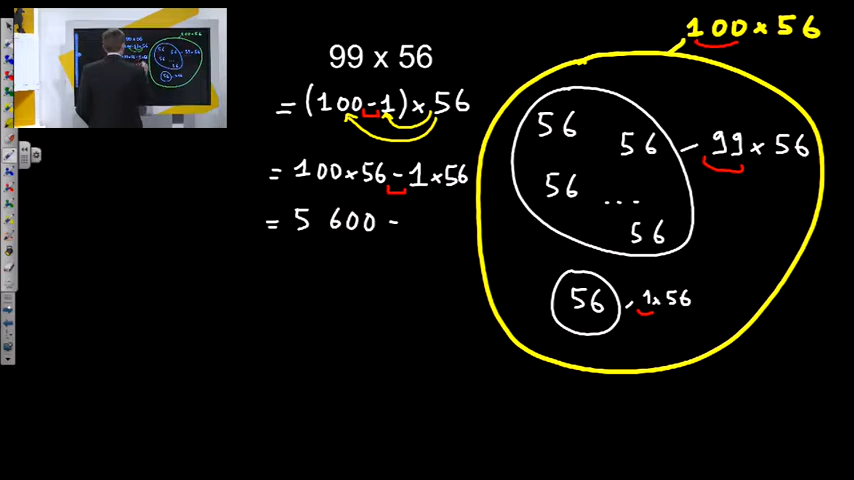 99 x 56
= (100 - 1) × 56
= 100 × 56 - 1 × 56
= 5 600 -
100 × 56
56
56
99 × 56
56
...
56
56
1 × 56